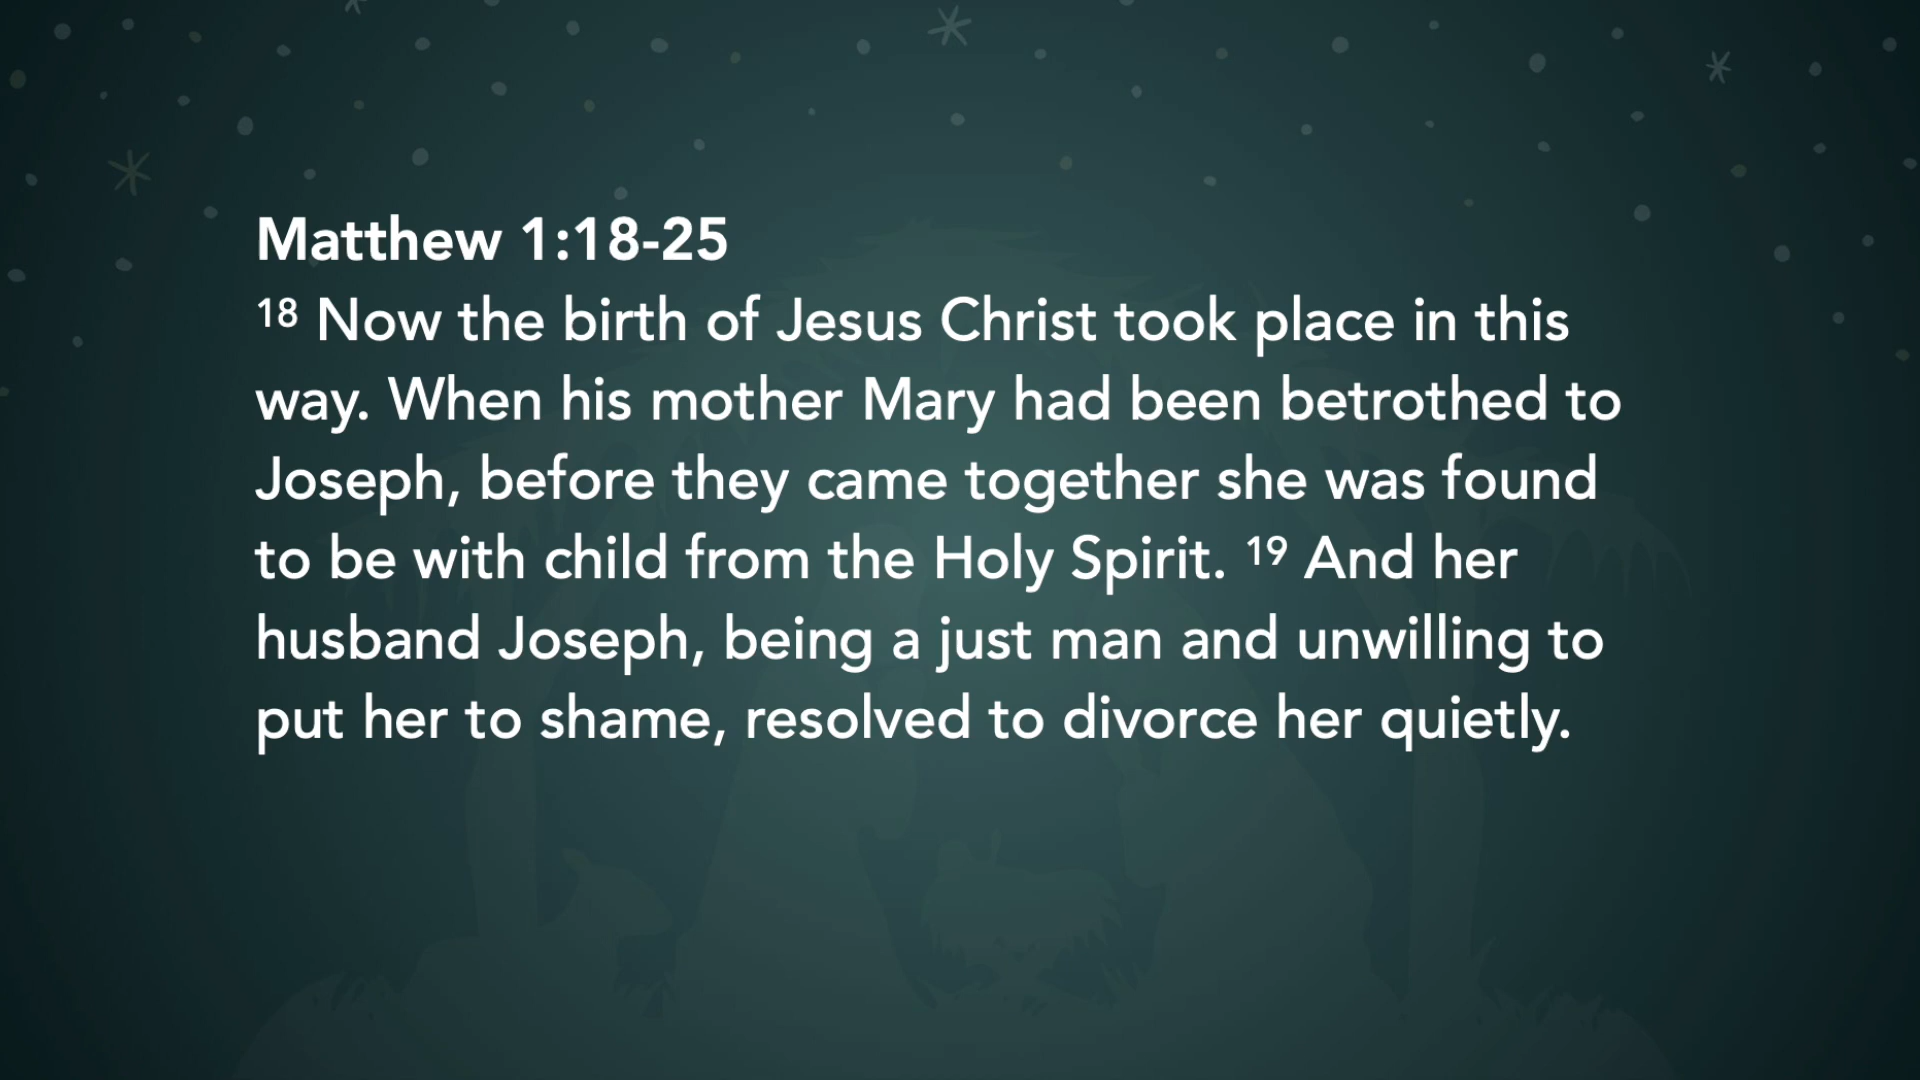 Matthew 1:18-25
18 Now the birth of Jesus Christ took place in this
way. When his mother Mary had been betrothed to
Joseph, before they came together she was found
to be with child from the Holy Spirit. 19 And her
husband Joseph, being a just man and unwilling to
put her to shame, resolved to divorce her quietly.